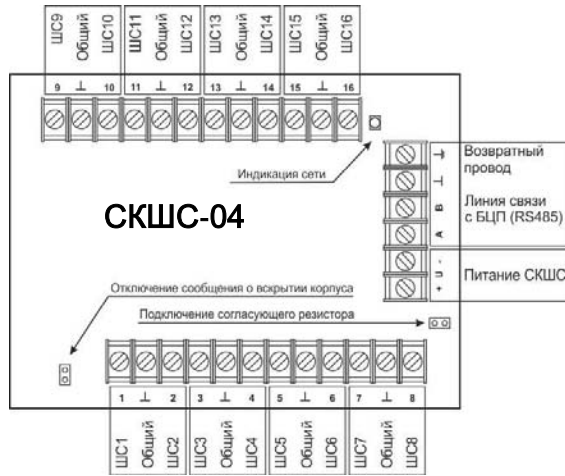 ШС9 Общий ШС10 ШС11 Общий ШС12 ШС13 Общий ШС14 ШС15 Общий ШС16
9 ⊥ 10 11 ⊥ 12 13 ⊥ 14 15 ⊥ 16
Индикация сети
Возвратный
провод
Линия связи
с БЦП (RS485)
B
A
- U +
Питание СКШС
СКШС-04
Отключение сообщения о вскрытии корпуса
Подключение согласующего резистора
1 ⊥ 2 3 ⊥ 4 5 ⊥ 6 7 ⊥ 8
ШС1 Общий ШС2 ШС3 Общий ШС4 ШС5 Общий ШС6 ШС7 Общий ШС8